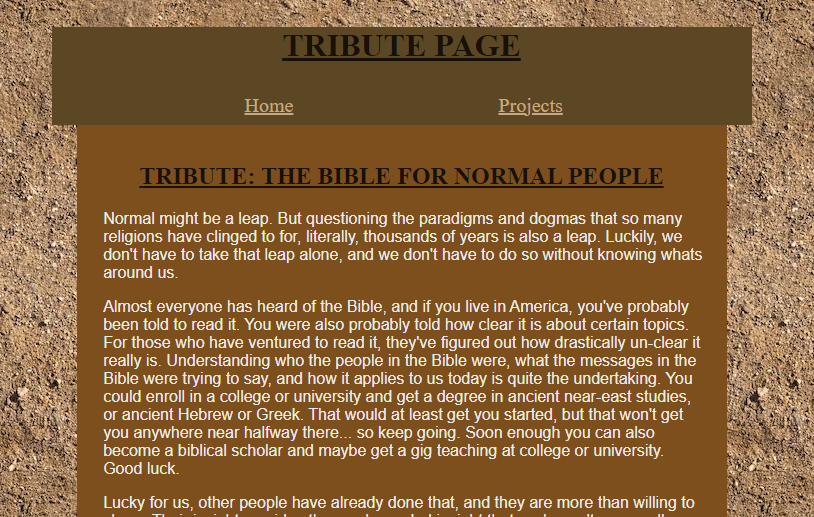 TRIBUTE PAGE
Home Projects
TRIBUTE: THE BIBLE FOR NORMAL PEOPLE
Normal might be a leap. But questioning the paradigms and dogmas that so many
religions have clinged to for, literally, thousands of years is also a leap. Luckily, we
don't have to take that leap alone, and we don't have to do so without knowing whats
around us.
Almost everyone has heard of the Bible, and if you live in America, you've probably
been told to read it. You were also probably told how clear it is about certain topics.
For those who have ventured to read it, they've figured out how drastically un-clear it
really is. Understanding who the people in the Bible were, what the messages in the
Bible were trying to say, and how it applies to us today is quite the undertaking. You
could enroll in a college or university and get a degree in ancient near-east studies,
or ancient Hebrew or Greek. That would at least get you started, but that won't get
you anywhere near halfway there... so keep going. Soon enough you can also
become a biblical scholar and maybe get a gig teaching at college or university.
Good luck.
Lucky for us, other people have already done that, and they are more than willing to